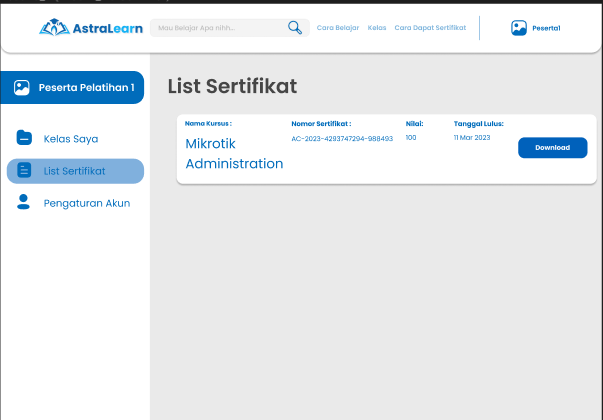 AstraLearn
Mau Belajar Apa nihh...
Cara Belajar
Kelas
Cara Dapat Sertifikat
Peserta1
Peserta Pelatihan 1
Kelas Saya
List Sertifikat
Pengaturan Akun
List Sertifikat
Nama Kursus :
Nomor Sertifikat :
Nilai:
Tanggal Lulus:
Mikrotik
Administration
AC-2023-4293747294-988493
100
11 Mar 2023
Download